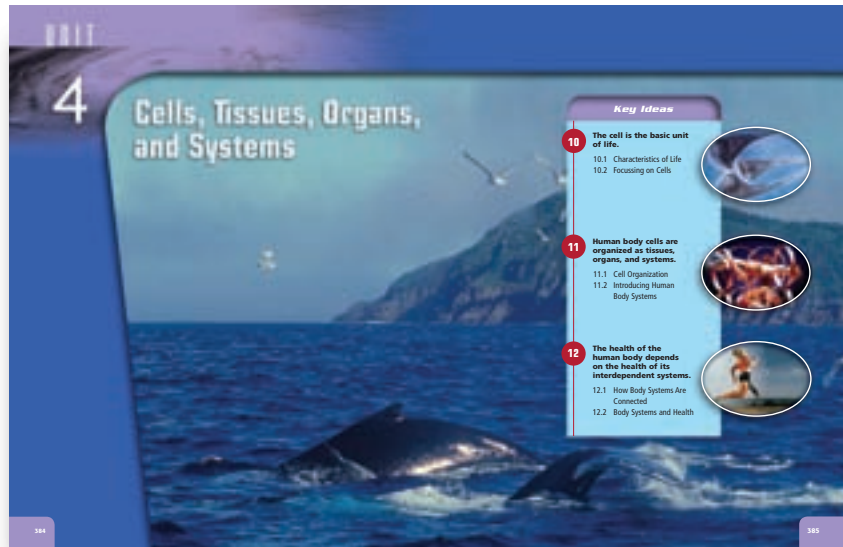 UNIT
4
Cells, Tissues, Organs,
and Systems
Key Ideas
10
The cell is the basic unit
of life.
10.1 Characteristics of Life
10.2 Focussing on Cells
11
Human body cells are
organized as tissues,
organs, and systems.
11.1 Cell Organization
11.2 Introducing Human
Body Systems
12
The health of the
human body depends
on the health of its
interdependent systems.
12.1 How Body Systems Are
Connected
12.2 Body Systems and Health
384
385